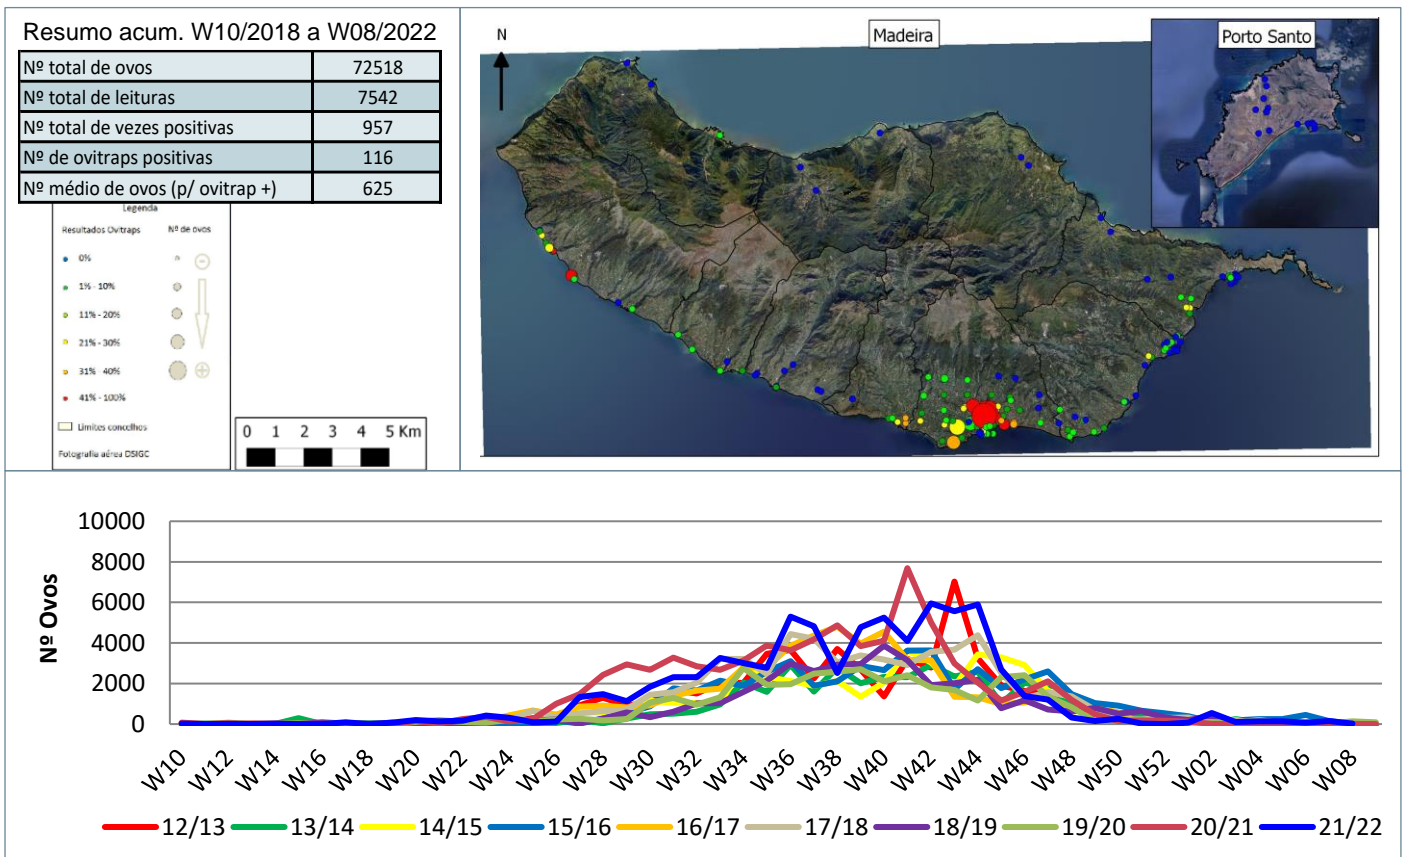 Resumo acum. W10/2018 a W08/2022
Nº total de ovos 72518
Nº total de leituras 7542
Nº total de vezes positivas 957
Nº de ovitraps positivas 116
Nº médio de ovos (p/ ovitrap +) 625
Legenda
Resultados Ovitraps Nº de ovos
0%
1% - 10%
11% - 20%
21% - 30%
31% - 40%
41% - 100%
Limites concelhos
Fotografia aérea DSIGC
0 1 2 3 4 5 Km
N
Madeira
Porto Santo
Nº Ovos
10000
8000
6000
4000
2000
0
W10 W12 W14 W16 W18 W20 W22 W24 W26 W28 W30 W32 W34 W36 W38 W40 W42 W44 W46 W48 W50 W52 W02 W04 W06 W08
12/13 13/14 14/15 15/16 16/17 17/18 18/19 19/20 20/21 21/22